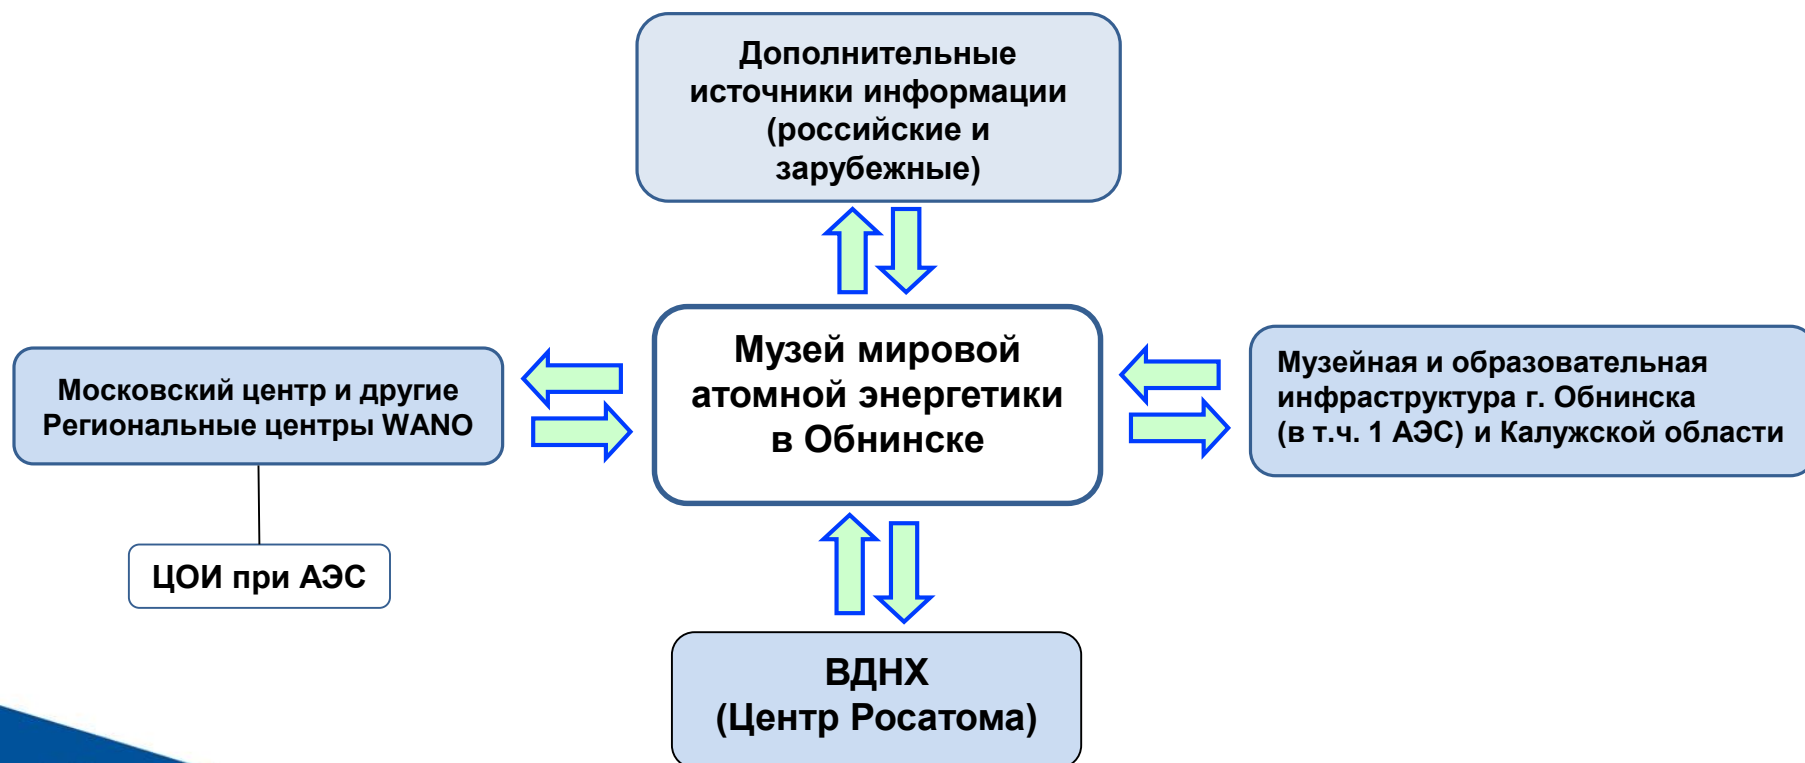 Дополнительные
источники информации
(российские и
зарубежные)
Музей мировой
атомной энергетики
в Обнинске
Московский центр и другие
Региональные центры WANO
Музейная и образовательная
инфраструктура г. Обнинска
(в т.ч. 1 АЭС) и Калужской области
ЦОИ при АЭС
ВДНХ
(Центр Росатома)